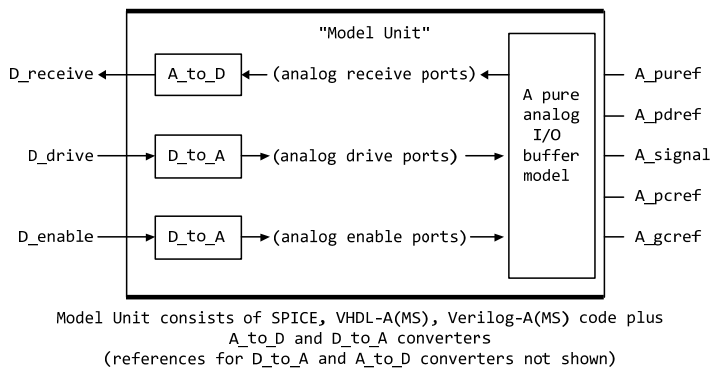 "Model Unit"
D_receive A_to_D (analog receive ports) A_puref
A pure
analog
I/O
buffer
model
A_pdref
D_drive D_to_A (analog drive ports) A_signal
A_pcref
D_enable D_to_A (analog enable ports) A_gcref
Model Unit consists of SPICE, VHDL-A(MS), Verilog-A(MS) code plus
A_to_D and D_to_A converters
(references for D_to_A and A_to_D converters not shown)